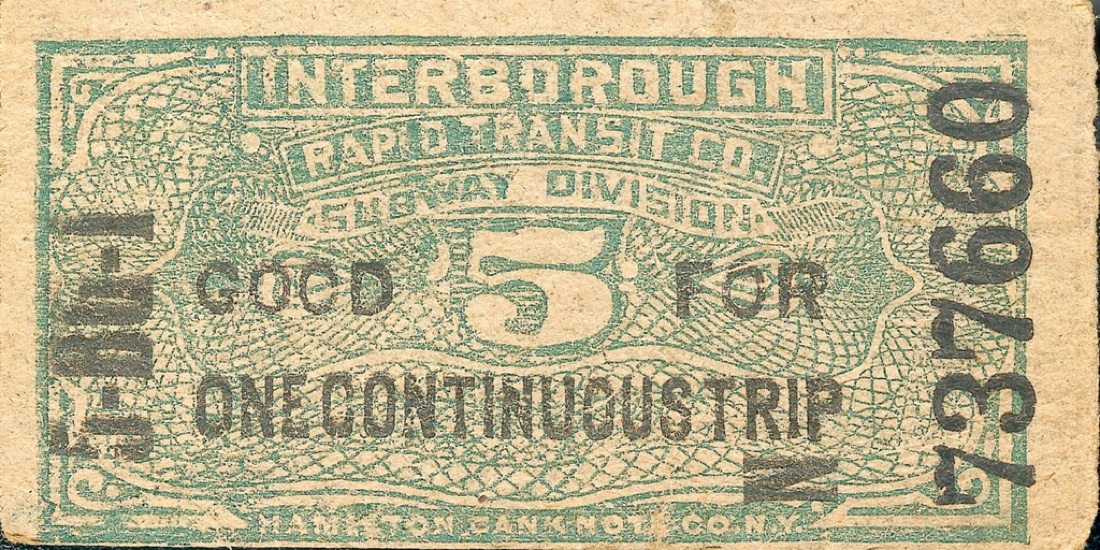 INTERBOROUGH
RAPID TRANSIT CO.
SUBWAY DIVISION
5
GOOD FOR
ONE CONTINUOUS TRIP
N
HAMILTON BANK NOTE CO. N.Y.
737660